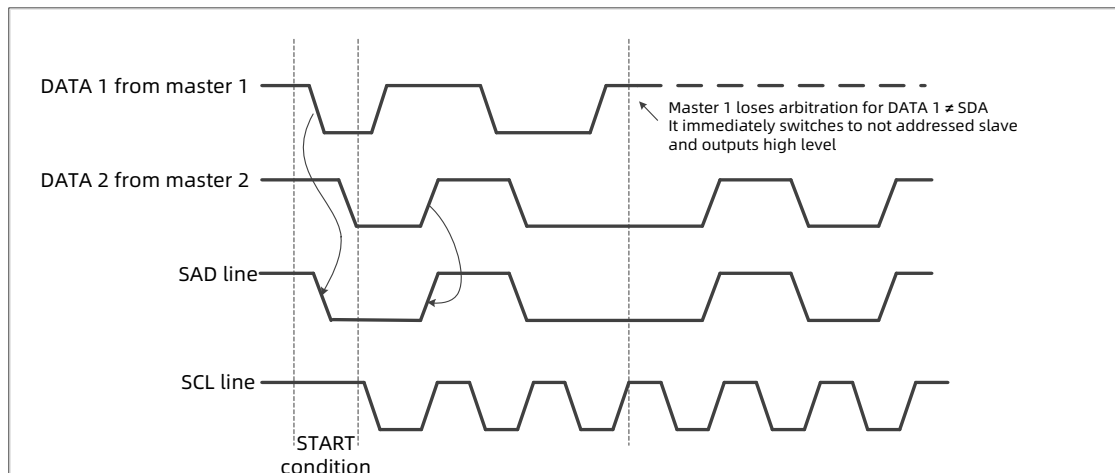 DATA 1 from master 1
Master 1 loses arbitration for DATA 1 ≠ SDA
It immediately switches to not addressed slave
and outputs high level
DATA 2 from master 2
SAD line
SCL line
START
condition